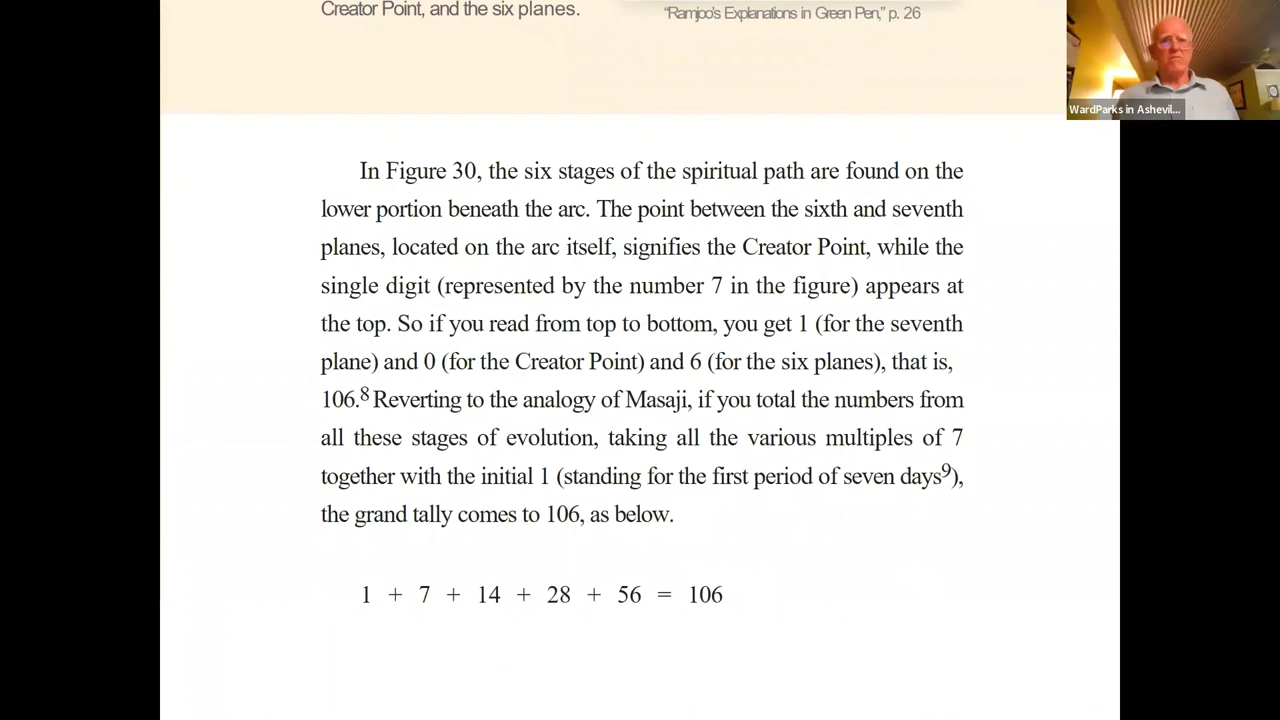 Creator Point, and the six planes.
"Ramjoo's Explanations in Green Pen," p. 26
WardParks in Ashevil...
In Figure 30, the six stages of the spiritual path are found on the
lower portion beneath the arc. The point between the sixth and seventh
planes, located on the arc itself, signifies the Creator Point, while the
single digit (represented by the number 7 in the figure) appears at
the top. So if you read from top to bottom, you get 1 (for the seventh
plane) and 0 (for the Creator Point) and 6 (for the six planes), that is,
106.8 Reverting to the analogy of Masaji, if you total the numbers from
all these stages of evolution, taking all the various multiples of 7
together with the initial 1 (standing for the first period of seven days9),
the grand tally comes to 106, as below.
1 + 7 + 14 + 28 + 56 = 106